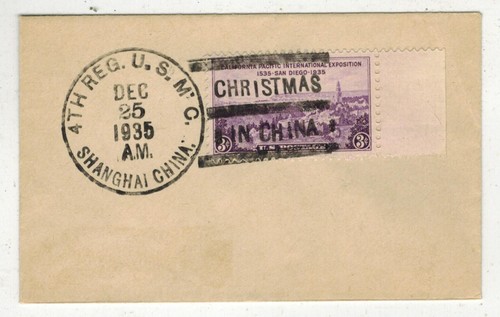 4TH REG. U. S. M. C.
DEC
25
1935
A.M.
SHANGHAI CHINA.
CALIFORNIA PACIFIC INTERNATIONAL EXPOSITION
1535-SAN DIEGO-1935
CHRISTMAS
IN CHINA !
3¢ U.S. POSTAGE 3¢